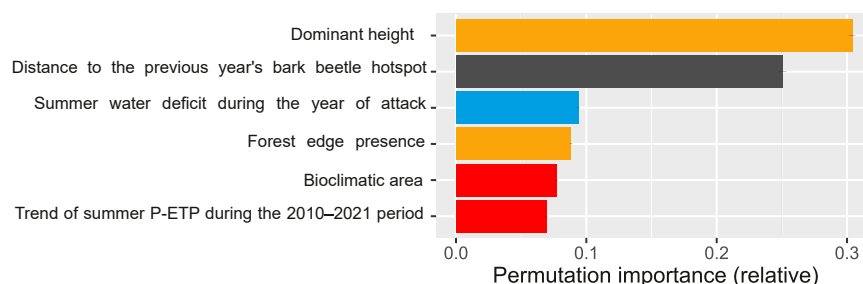 Dominant height
Distance to the previous year's bark beetle hotspot
Summer water deficit during the year of attack
Forest edge presence
Bioclimatic area
Trend of summer P-ETP during the 2010–2021 period
0.0 0.1 0.2 0.3
Permutation importance (relative)